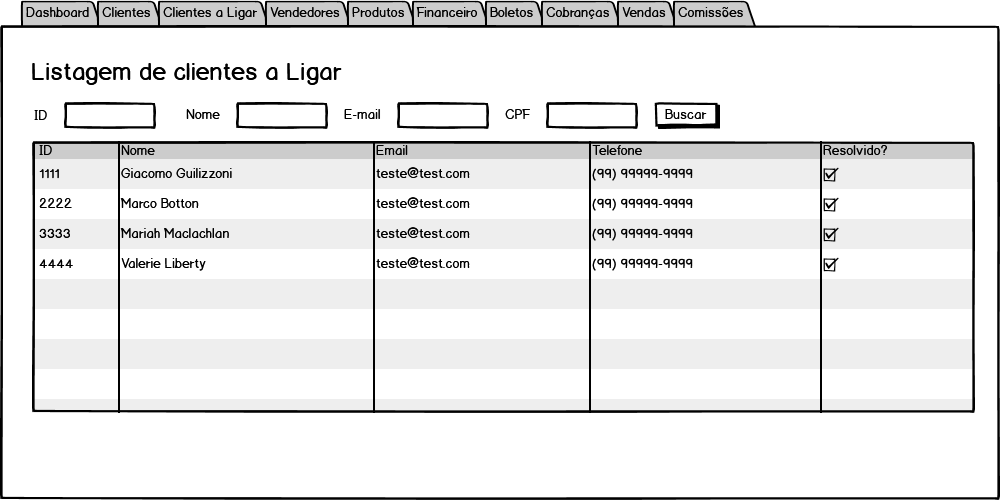 Dashboard Clientes Clientes a Ligar Vendedores Produtos Financeiro Boletos Cobranças Vendas Comissões
Listagem de clientes a Ligar
ID Nome E-mail CPF Buscar
ID Nome Email Telefone Resolvido?
1111 Giacomo Guilizzoni teste@test.com (99) 99999-9999
2222 Marco Botton teste@test.com (99) 99999-9999
3333 Mariah Maclachlan teste@test.com (99) 99999-9999
4444 Valerie Liberty teste@test.com (99) 99999-9999